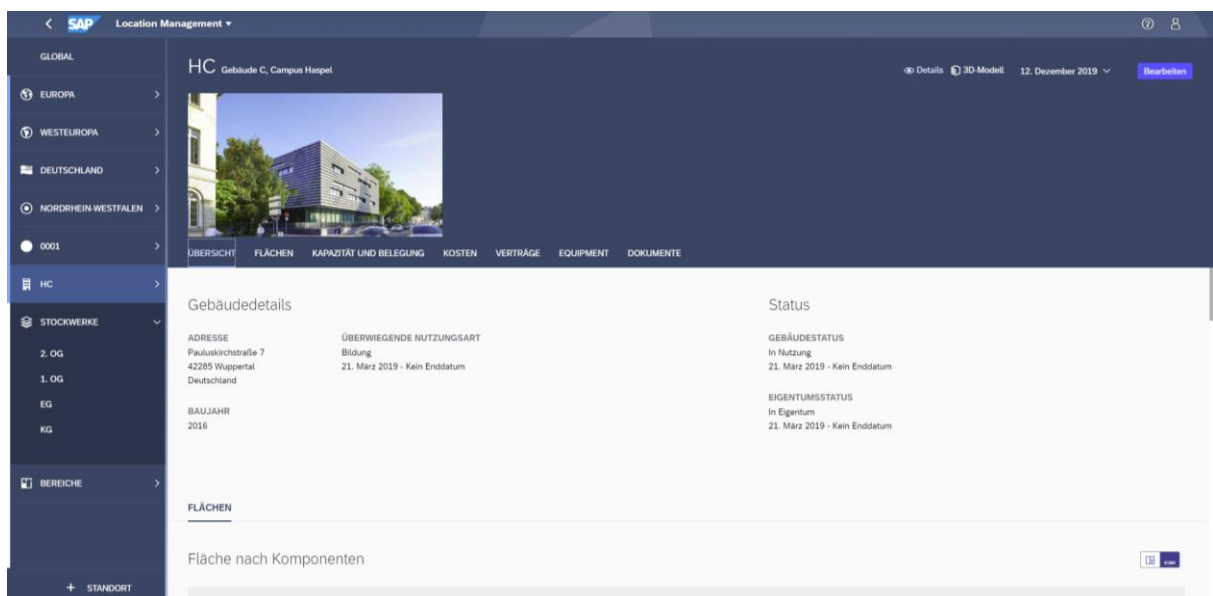 SAP Location Management
GLOBAL
EUROPA
WESTEUROPA
DEUTSCHLAND
NORDRHEIN-WESTFALEN
0001
HC
STOCKWERKE
2. OG
1. OG
EG
KG
BEREICHE
+ STANDORT
HC Gebäude C, Campus Haspel
Details 3D-Modell 12. Dezember 2019 Bearbeiten
ÜBERSICHT FLÄCHEN KAPAZITÄT UND BELEGUNG KOSTEN VERTRÄGE EQUIPMENT DOKUMENTE
Gebäudedetails
ADRESSE
Pauluskirchstraße 7
42285 Wuppertal
Deutschland
ÜBERWIEGENDE NUTZUNGSART
Bildung
21. März 2019 - Kein Enddatum
BAUJAHR
2016
Status
GEBÄUDESTATUS
In Nutzung
21. März 2019 - Kein Enddatum
EIGENTUMSSTATUS
In Eigentum
21. März 2019 - Kein Enddatum
FLÄCHEN
Fläche nach Komponenten